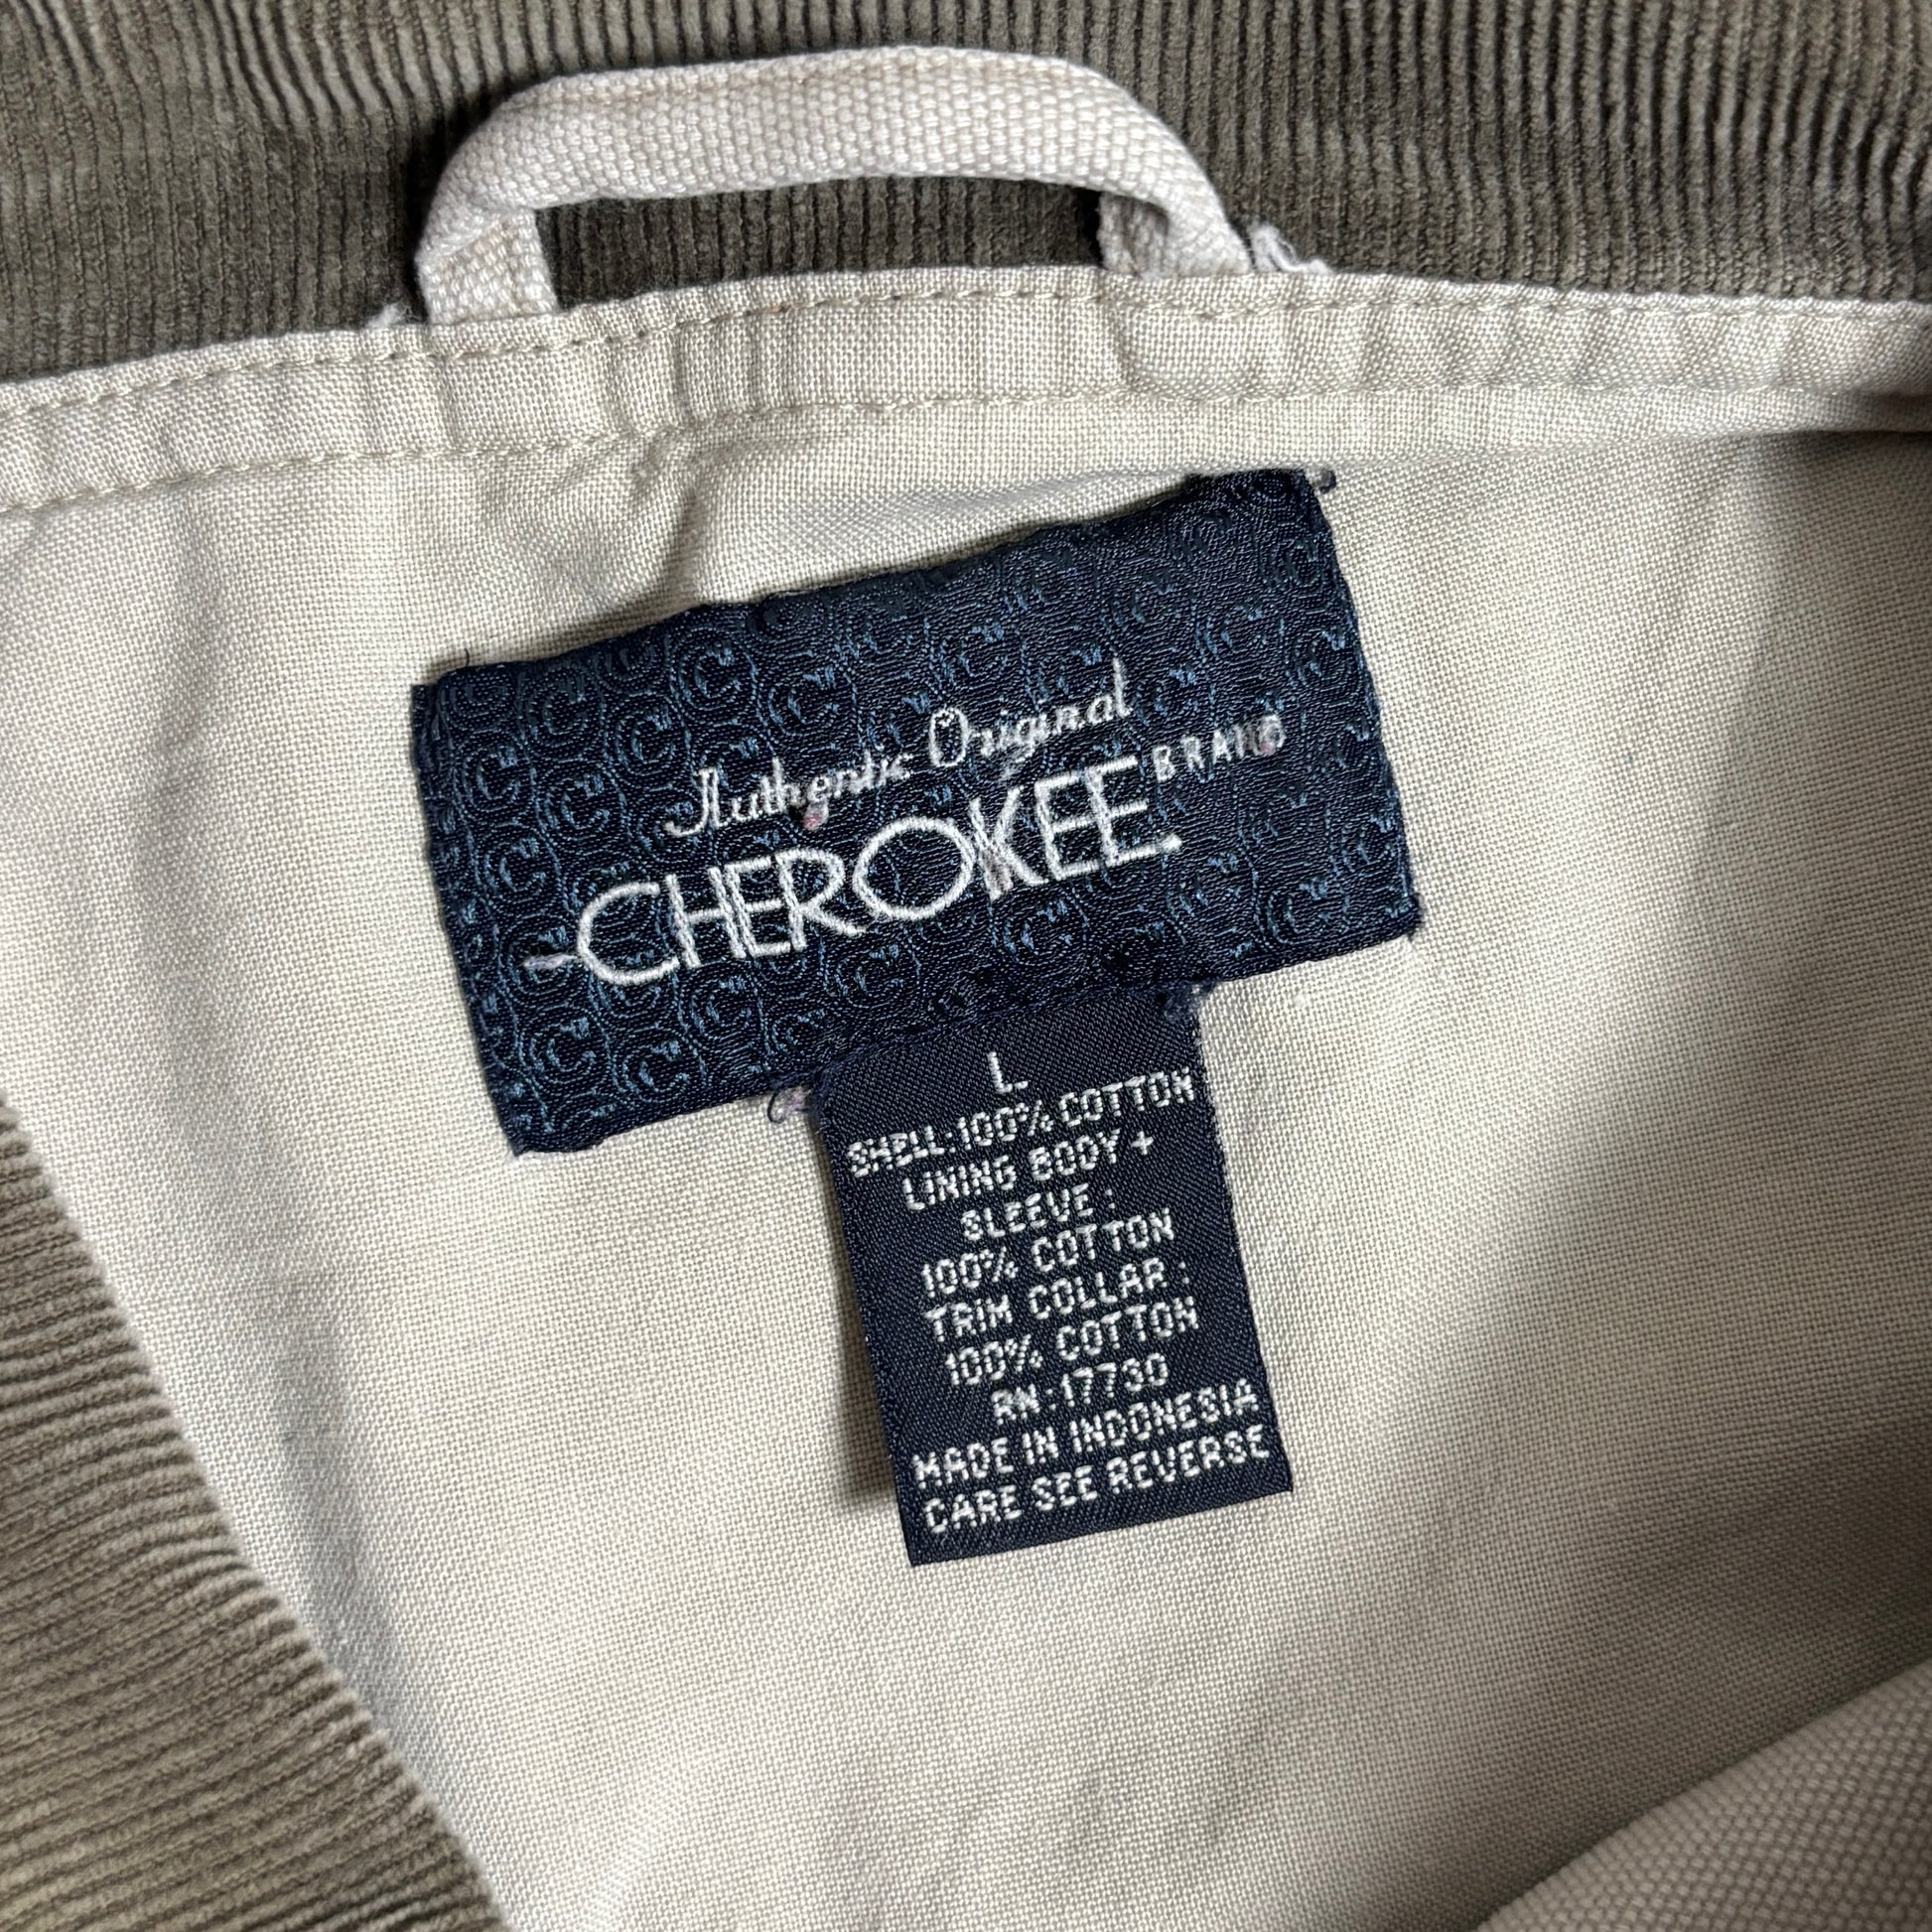 Authentic Original
CHEROKEE BRAND
L
SHELL:100% COTTON
LINING BODY+
SLEEVE:
100% COTTON
TRIM COLLAR:
100% COTTON
RN:17730
MADE IN INDONESIA
CARE SEE REVERSE